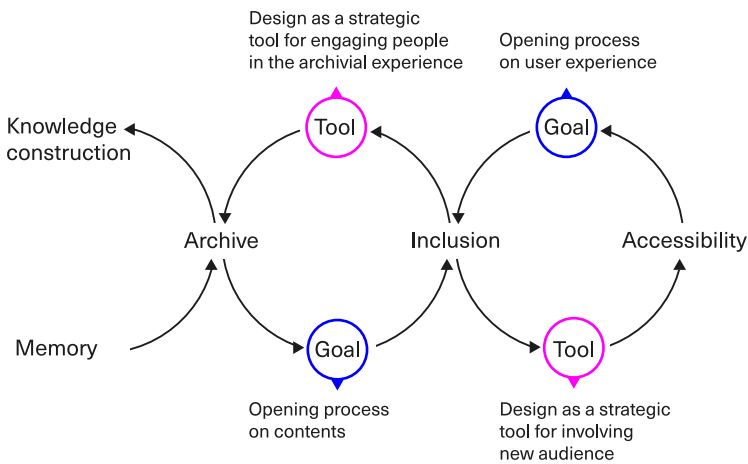 Design as a strategic
tool for engaging people
in the archivial experience
Opening process
on user experience
Knowledge
construction
Tool
Goal
Archive
Inclusion
Accessibility
Memory
Goal
Tool
Opening process
on contents
Design as a strategic
tool for involving
new audience